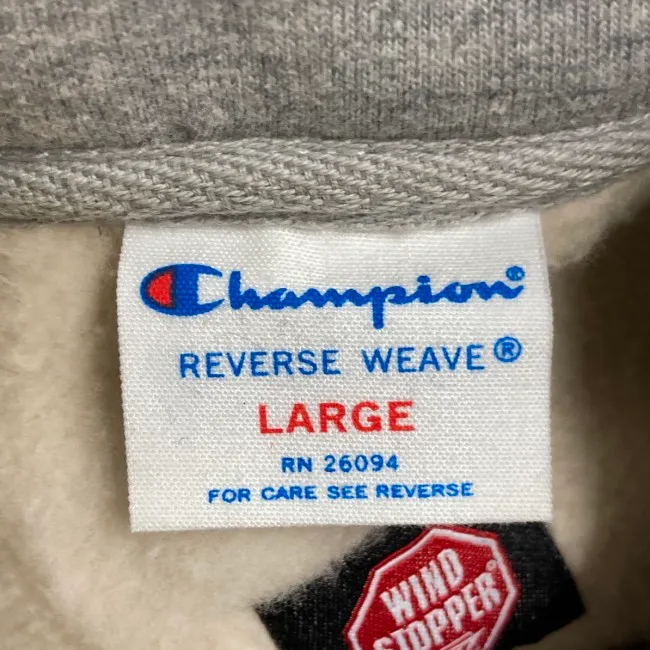 Champion®
REVERSE WEAVE®
LARGE
RN 26094
FOR CARE SEE REVERSE
WIND
STOPPER®